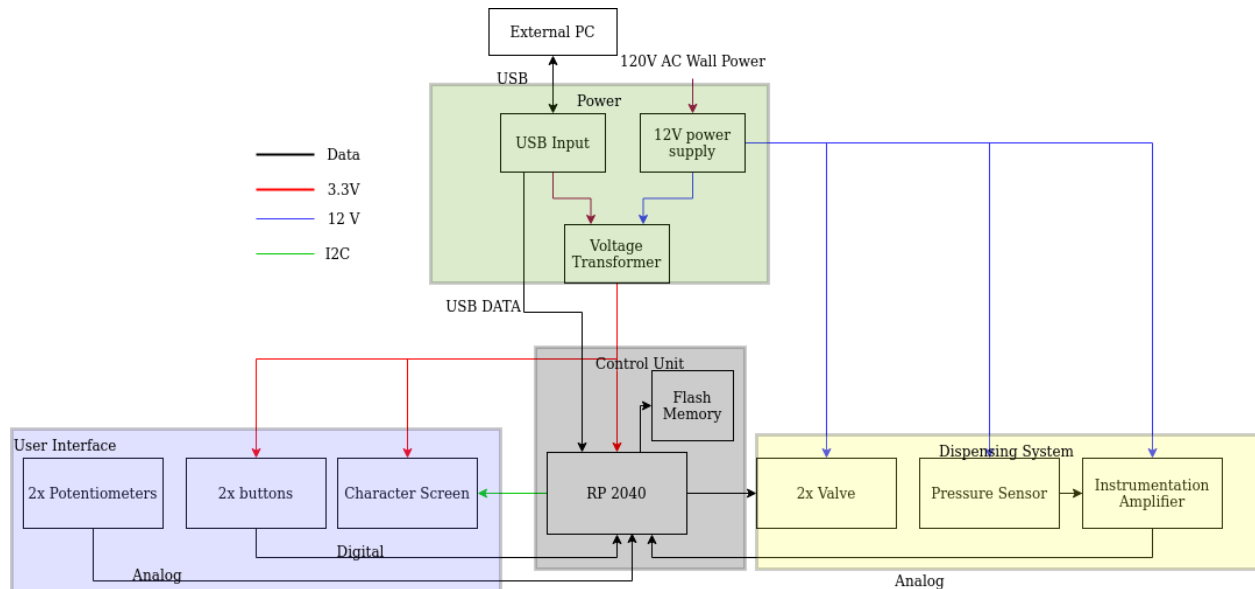 External PC
USB
120V AC Wall Power
Power
USB Input
12V power
supply
Data
3.3V
12 V
I2C
Voltage
Transformer
USB DATA
Control Unit
Flash
Memory
User Interface
Dispensing System
2x Potentiometers
2x buttons
Character Screen
RP 2040
2x Valve
Pressure Sensor
Instrumentation
Amplifier
Digital
Analog
Analog